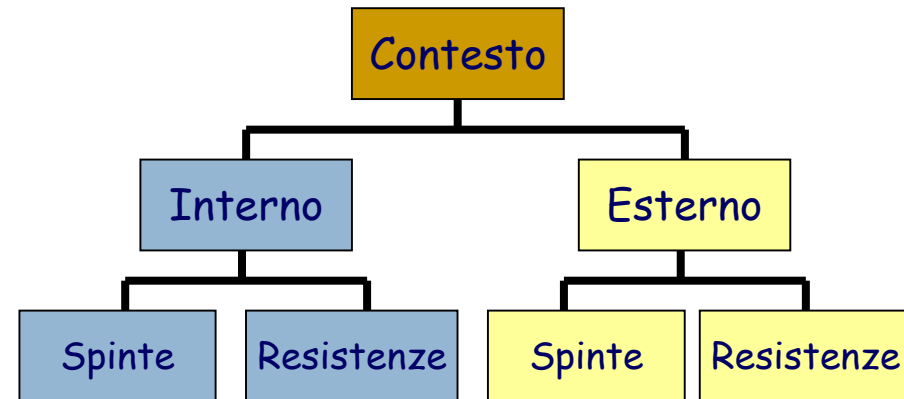 Contesto
Interno
Esterno
Spinte
Resistenze
Spinte
Resistenze